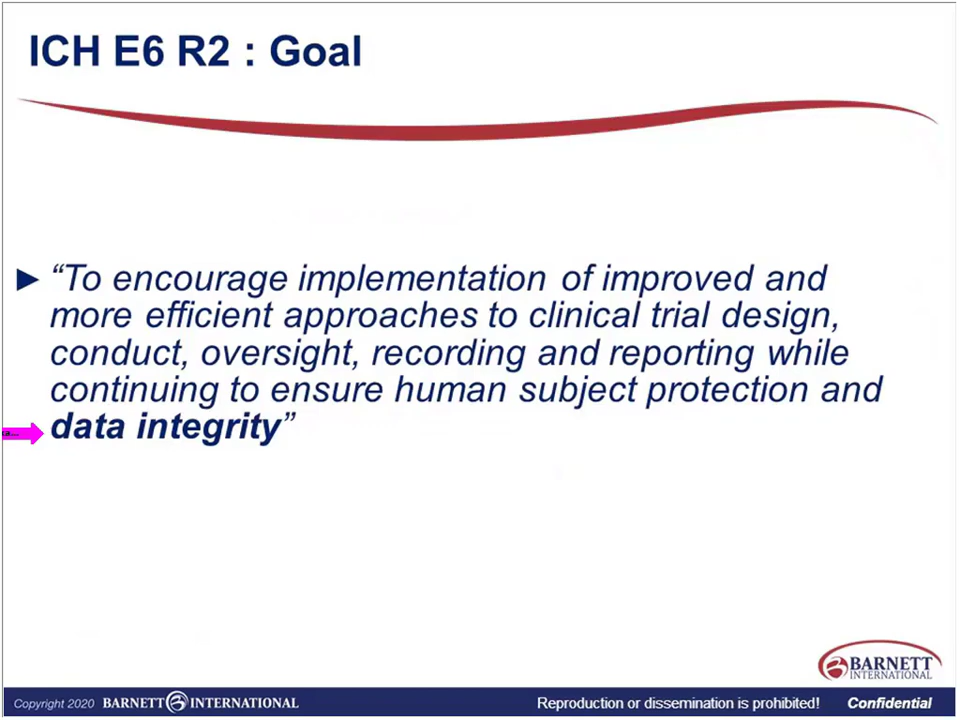 ICH E6 R2 : Goal
► “To encourage implementation of improved and
more efficient approaches to clinical trial design,
conduct, oversight, recording and reporting while
continuing to ensure human subject protection and
data integrity”
BARNETT
INTERNATIONAL
Copyright 2020 BARNETT INTERNATIONAL Reproduction or dissemination is prohibited! Confidential